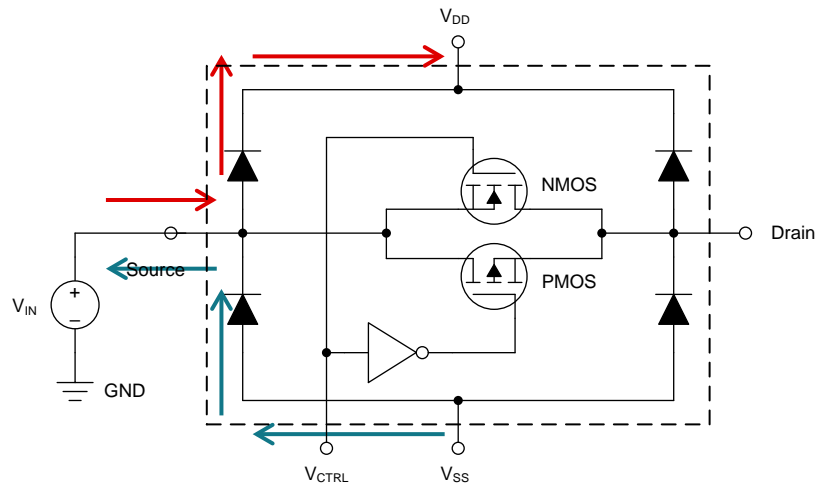 VDD
NMOS
Drain
Source
PMOS
VIN
+
–
GND
VCTRL
VSS